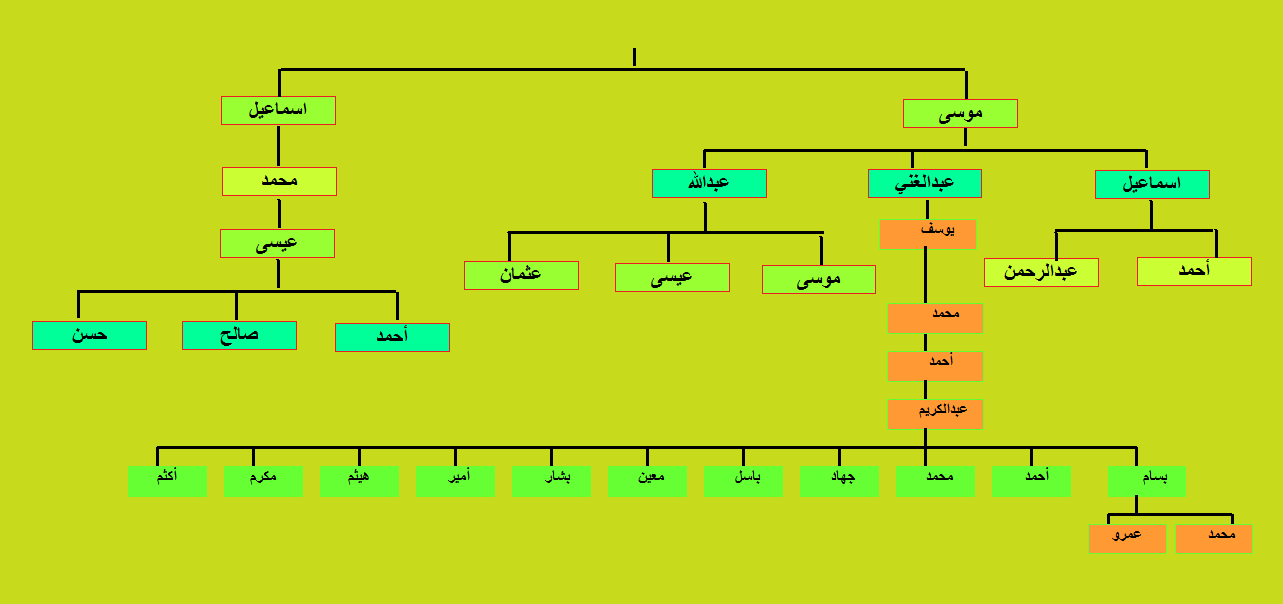 موسى
اسماعيل
اسماعيل
عبدالغني
عبدالله
محمد
يوسف
عيسى
أحمد
عبدالرحمن
موسى
عيسى
عثمان
محمد
أحمد
صالح
حسن
أحمد
عبدالكريم
بسام
أحمد
محمد
جهاد
باسل
معين
بشار
أمير
هيثم
مكرم
أكثم
محمد
عمرو